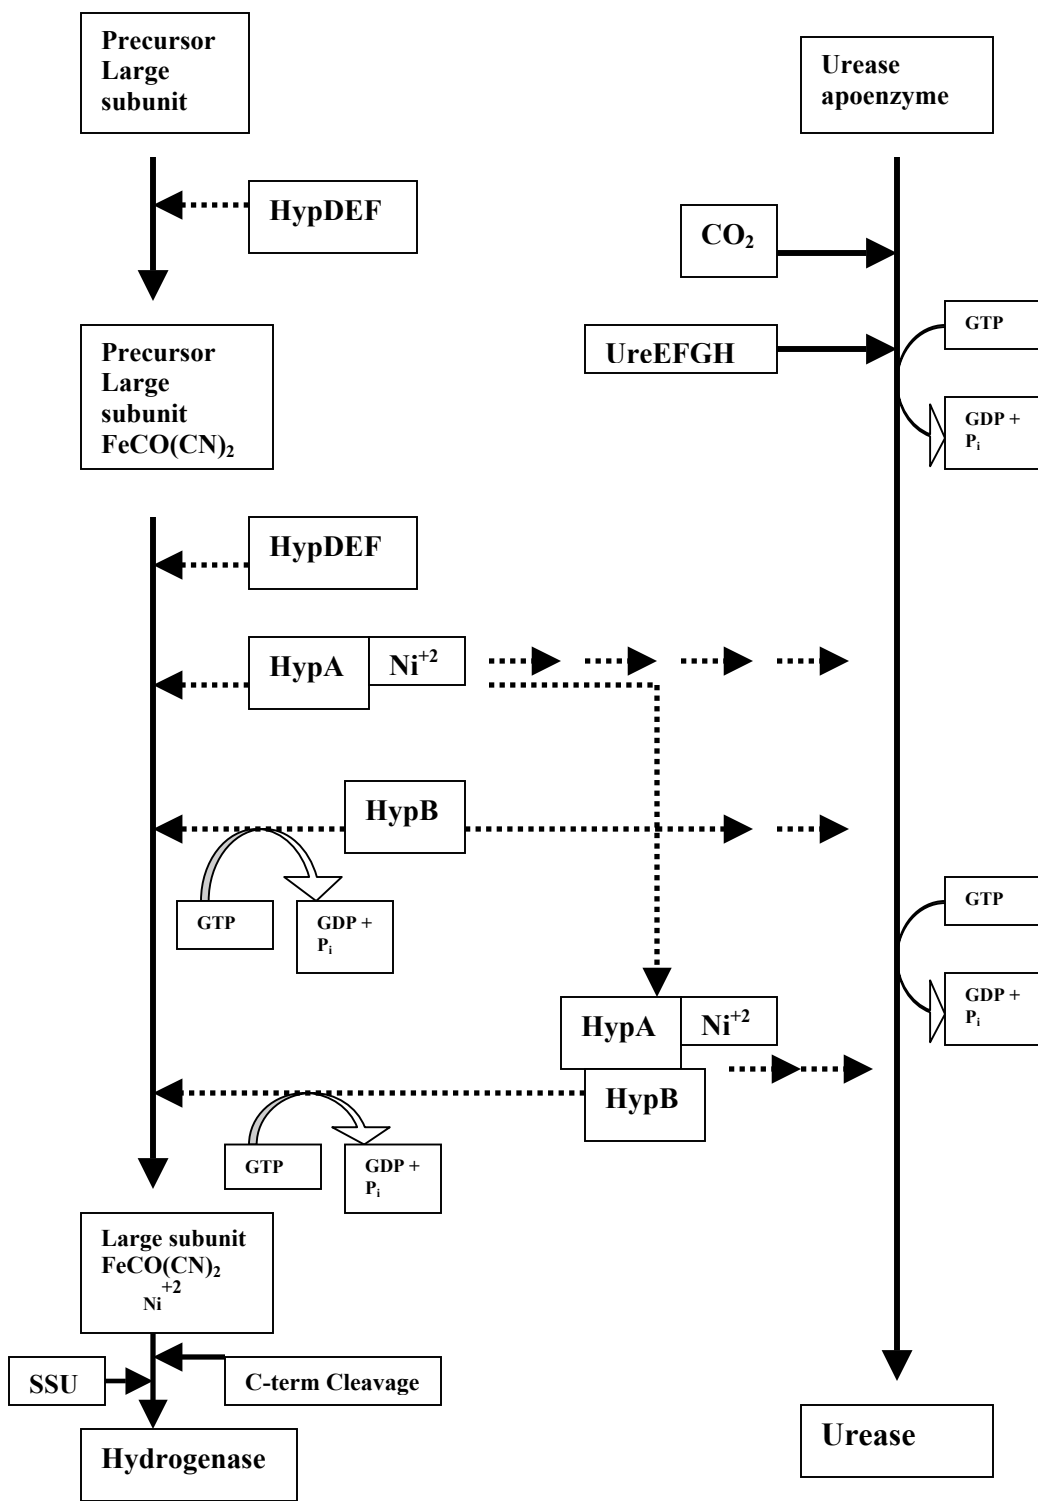 Precursor
Large
subunit
Urease
apoenzyme
HypDEF
CO₂
GTP
UreEFGH
Precursor
Large
subunit
FeCO(CN)₂
GDP +
Pᵢ
HypDEF
HypA
Ni⁺²
HypB
GTP
GDP +
Pᵢ
GTP
GDP +
Pᵢ
HypA
Ni⁺²
HypB
GTP
GDP +
Pᵢ
Large subunit
FeCO(CN)₂
Ni⁺²
SSU
C-term Cleavage
Hydrogenase
Urease